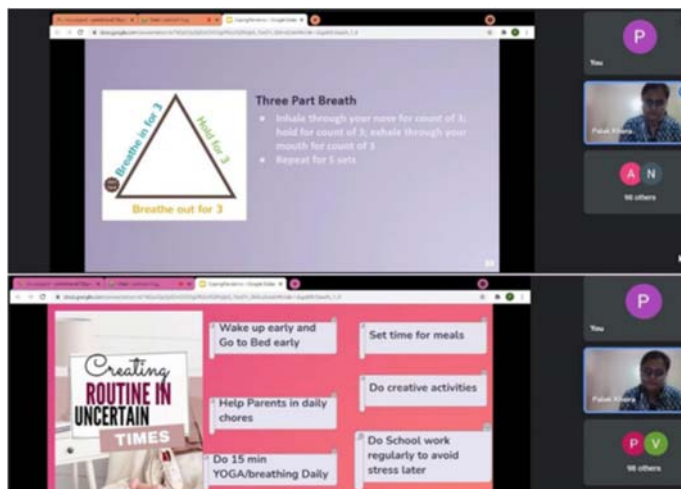 Three Part Breath
Inhale through your nose for count of 3;
hold for count of 3; exhale through your
mouth for count of 3
Repeat for 5 sets
Breathe in for 3
Hold for 3
Breathe out for 3
P
You
Palak Khaira
A N
98 others
Creating
ROUTINE IN
UNCERTAIN
TIMES
Wake up early and
Go to Bed early
Set time for meals
Help Parents in daily
chores
Do creative activities
Do 15 min
YOGA/breathing Daily
Do School work
regularly to avoid
stress later
P
You
P V
96 others